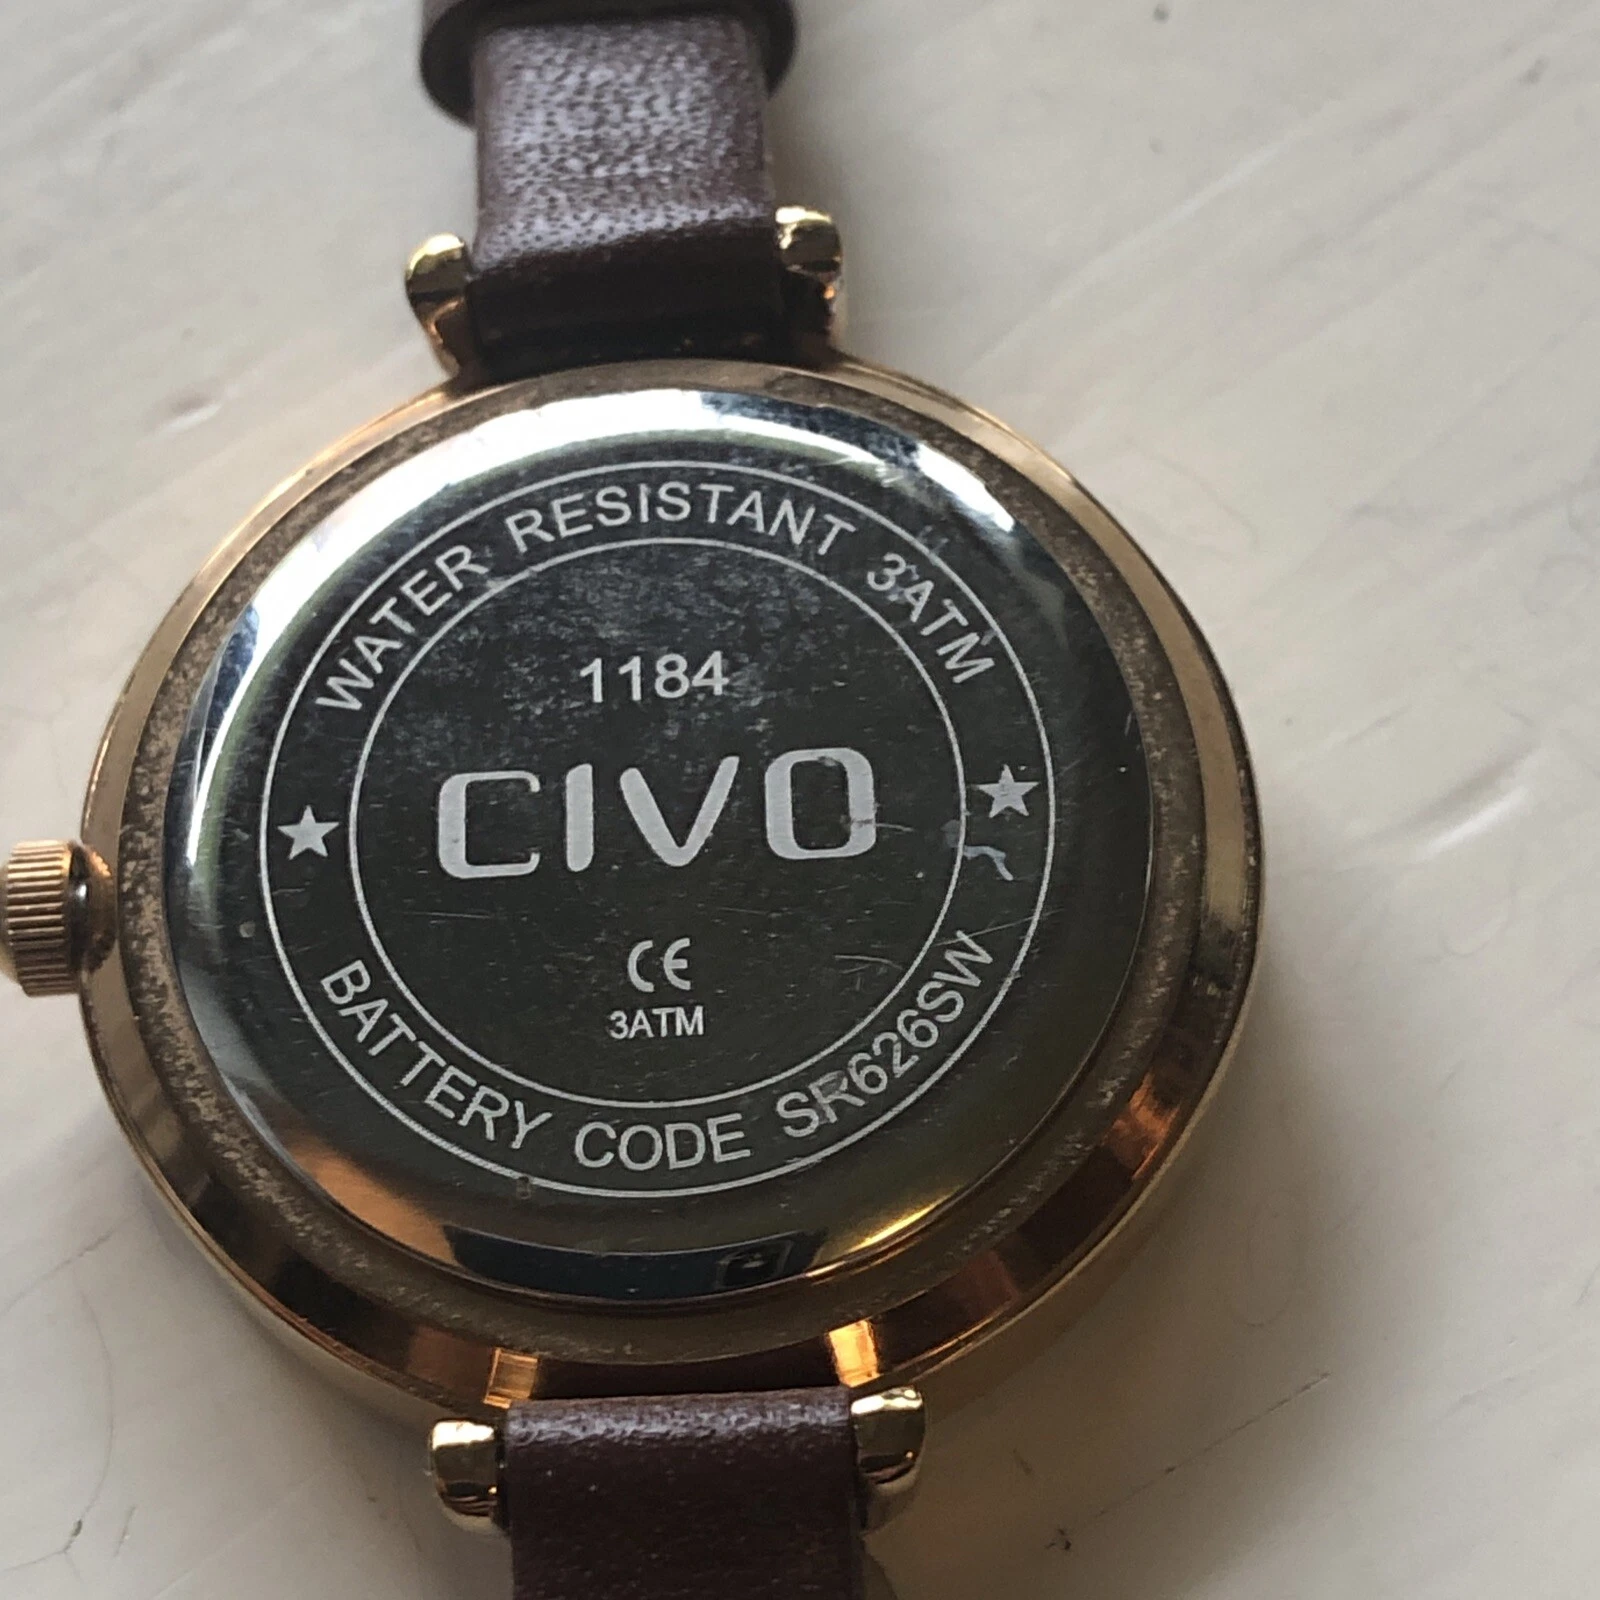 WATER RESISTANT 3ATM
1184
CIVO
CE
3ATM
BATTERY CODE SR626SW